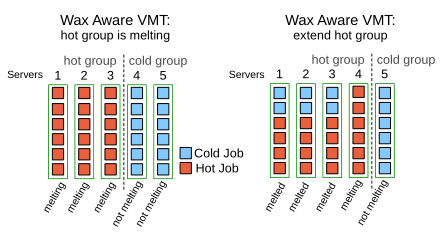 Wax Aware VMT:
hot group is melting
hot group cold group
Servers 1 2 3 4 5
melting melting melting not melting not melting
Cold Job
Hot Job
Wax Aware VMT:
extend hot group
hot group cold group
Servers 1 2 3 4 5
melted melted melted melting not melting